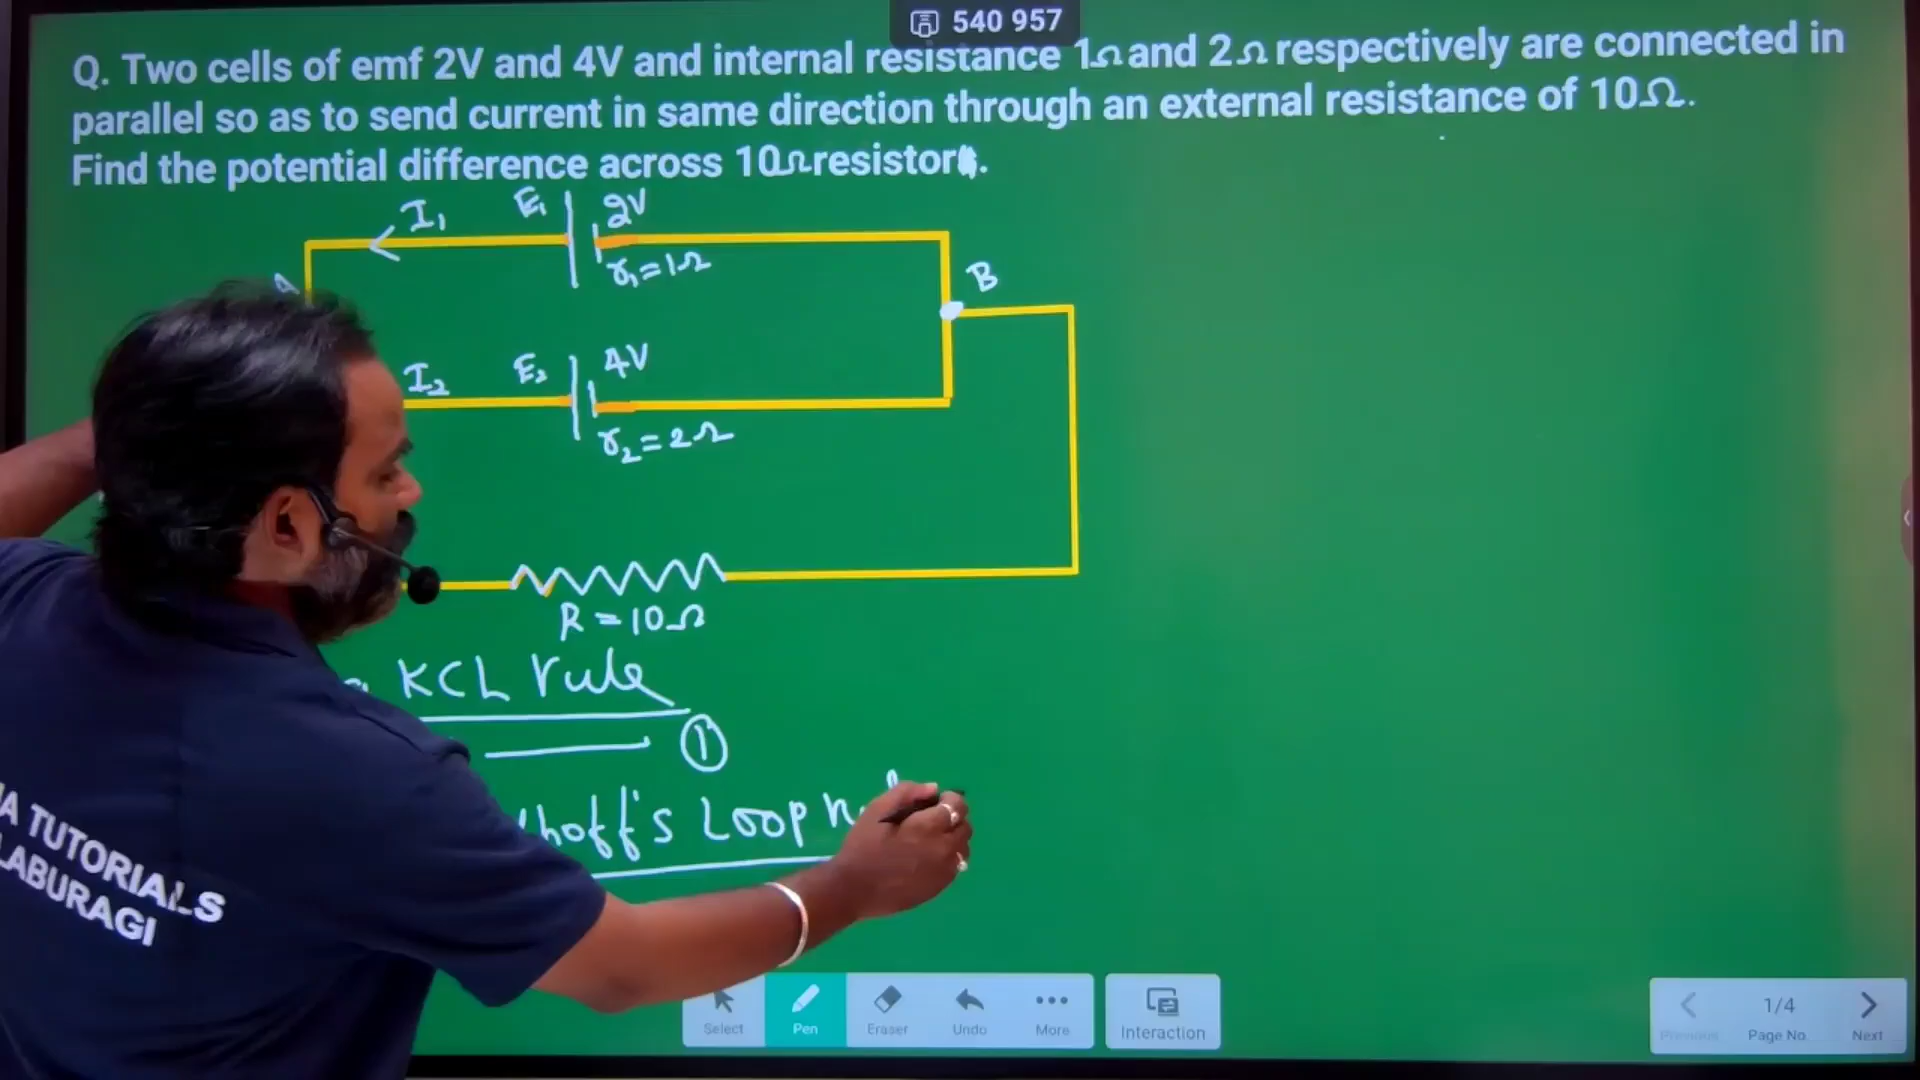 540 957
Q. Two cells of emf 2V and 4V and internal resistance 1Ω and 2Ω respectively are connected in
parallel so as to send current in same direction through an external resistance of 10Ω.
Find the potential difference across 10Ω resistor.
I₁ E₁ 2V
r₁=1Ω
A
B
I₂ E₂ 4V
r₂=2Ω
R=10Ω
KCL rule
①
hoff's Loop
A TUTORIALS
LABURAGI
Select Pen Eraser Undo More Interaction
1/4
Previous Page No. Next